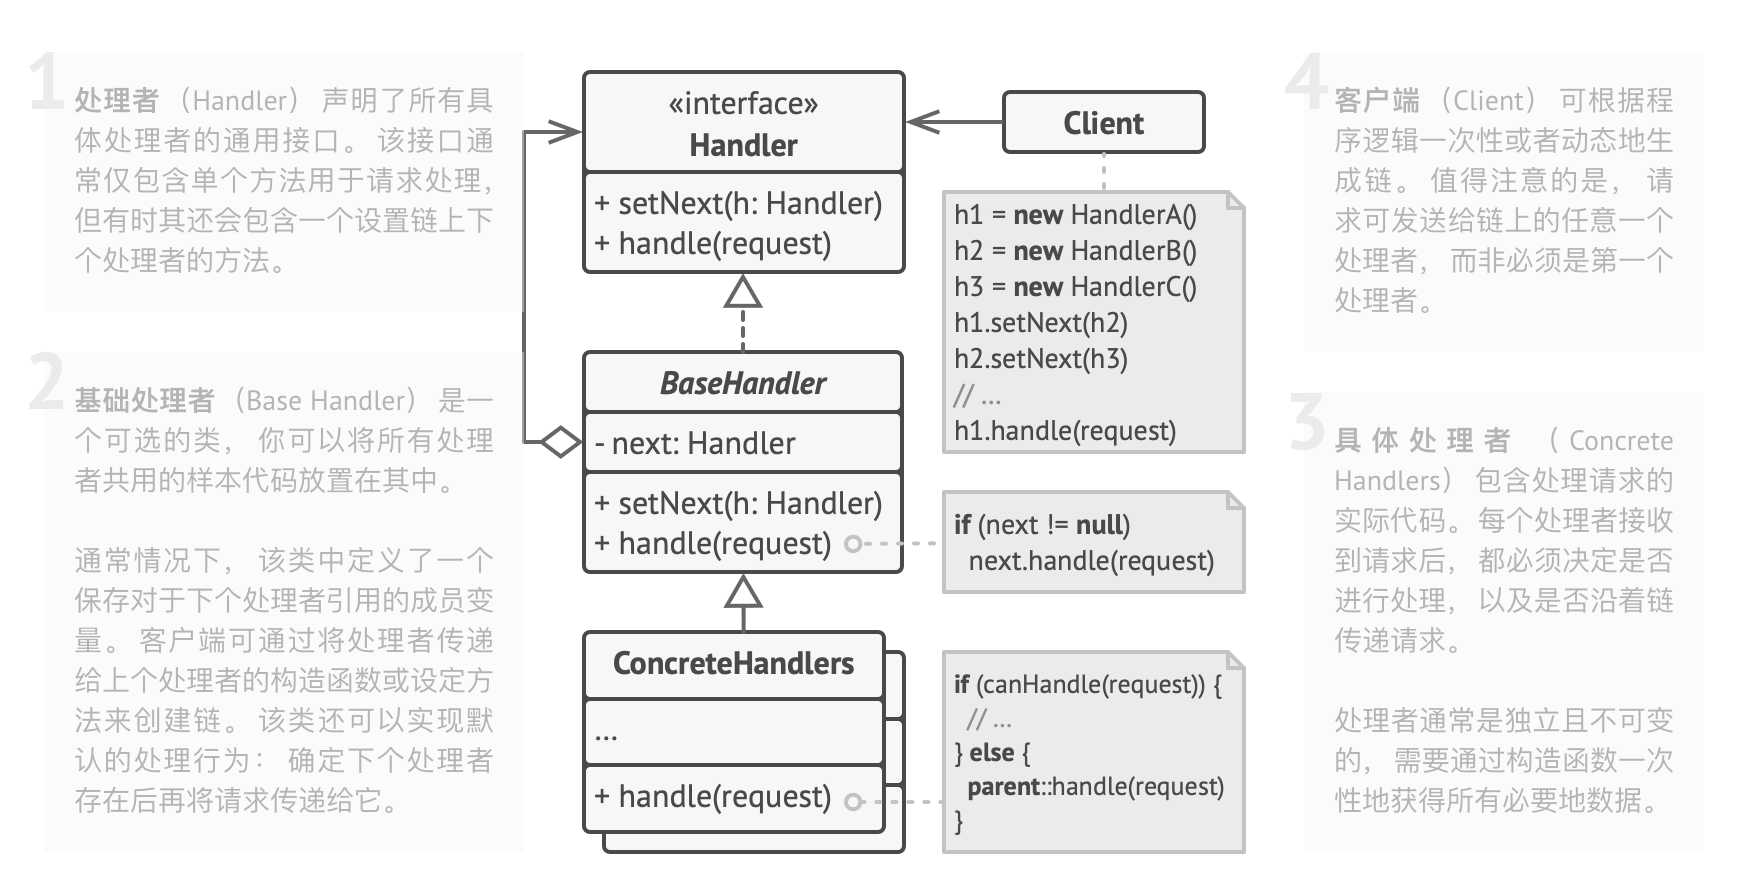 1
处理者（Handler）声明了所有具
体处理者的通用接口。该接口通
常仅包含单个方法用于请求处理，
但有时其还会包含一个设置链上下
个处理者的方法。
2
基础处理者（Base Handler）是一
个可选的类，你可以将所有处理
者共用的样本代码放置在其中。
通常情况下，该类中定义了一个
保存对于下个处理者引用的成员变
量。客户端可通过将处理者传递
给上个处理者的构造函数或设定方
法来创建链。该类还可以实现默
认的处理行为：确定下个处理者
存在后再将请求传递给它。
«interface»
Handler
+ setNext(h: Handler)
+ handle(request)
BaseHandler
- next: Handler
+ setNext(h: Handler)
+ handle(request)
ConcreteHandlers
...
+ handle(request)
Client
h1 = new HandlerA()
h2 = new HandlerB()
h3 = new HandlerC()
h1.setNext(h2)
h2.setNext(h3)
// ...
h1.handle(request)
if (next != null)
next.handle(request)
if (canHandle(request)) {
// ...
} else {
parent::handle(request)
}
4
客户端（Client）可根据程
序逻辑一次性或者动态地生
成链。值得注意的是，请
求可发送给链上的任意一个
处理者，而非必须是第一个
处理者。
3
具体处理者（Concrete
Handlers）包含处理请求的
实际代码。每个处理者接收
到请求后，都必须决定是否
进行处理，以及是否沿着链
传递请求。
处理者通常是独立且不可变
的，需要通过构造函数一次
性地获得所有必要地数据。